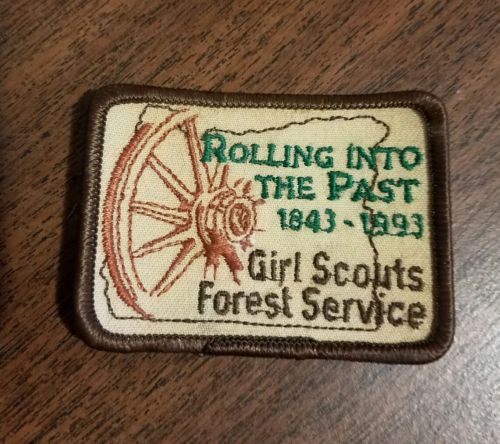 ROLLING INTO
THE PAST
1843 - 1993
Girl Scouts
Forest Service